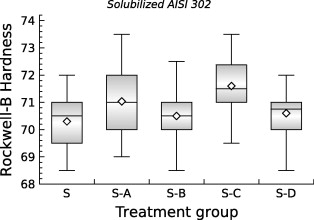 Solubilized AISI 302
Rockwell-B Hardness
74
73
72
71
70
69
68
S S-A S-B S-C S-D
Treatment group